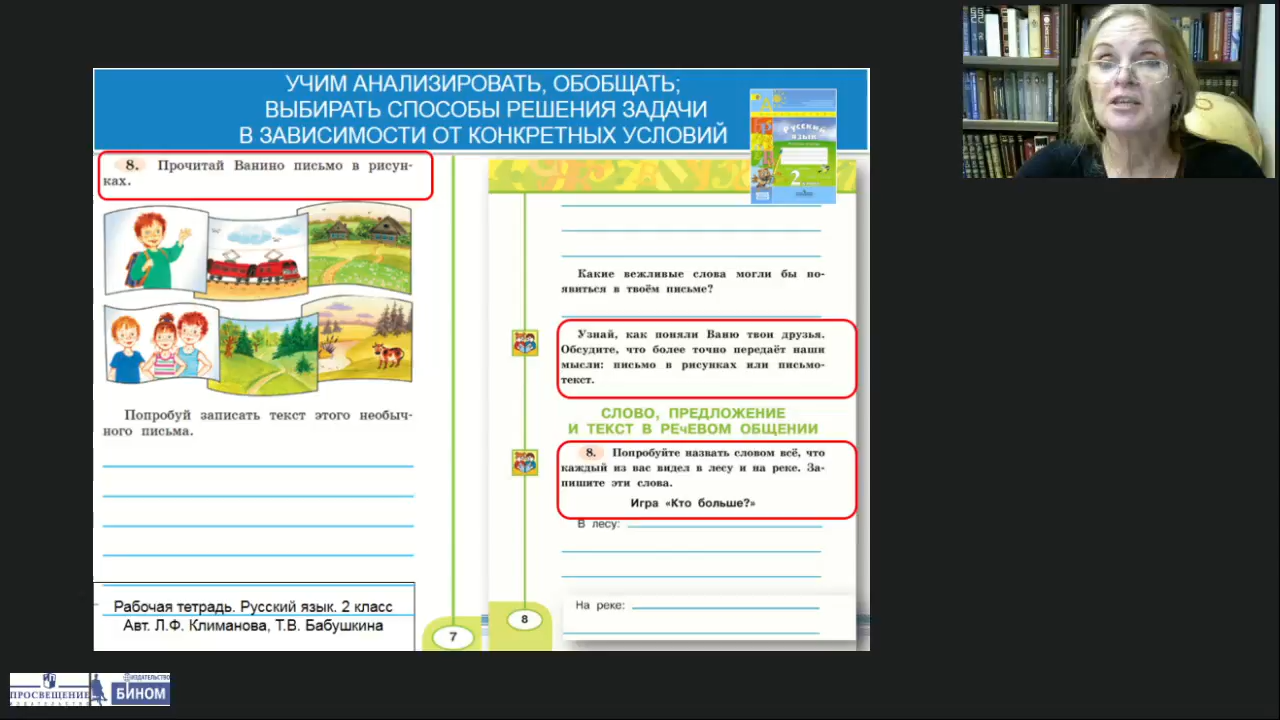 УЧИМ АНАЛИЗИРОВАТЬ, ОБОБЩАТЬ;
ВЫБИРАТЬ СПОСОБЫ РЕШЕНИЯ ЗАДАЧИ
В ЗАВИСИМОСТИ ОТ КОНКРЕТНЫХ УСЛОВИЙ
Русский
язык
2
8. Прочитай Ванино письмо в рисун-
ках.
Попробуй записать текст этого необыч-
ного письма.
Рабочая тетрадь. Русский язык. 2 класс
Авт. Л.Ф. Климанова, Т.В. Бабушкина
7
Какие вежливые слова могли бы по-
явиться в твоём письме?
Узнай, как поняли Ваню твои друзья.
Обсудите, что более точно передаёт наши
мысли: письмо в рисунках или письмо-
текст.
СЛОВО, ПРЕДЛОЖЕНИЕ
И ТЕКСТ В РЕЧЕВОМ ОБЩЕНИИ
8. Попробуйте назвать словом всё, что
каждый из вас видел в лесу и на реке. За-
пишите эти слова.
Игра «Кто больше?»
В лесу:
На реке:
8
ПРОСВЕЩЕНИЕ
ИЗДАТЕЛЬСТВО
ИЗДАТЕЛЬСТВО
БИНОМ